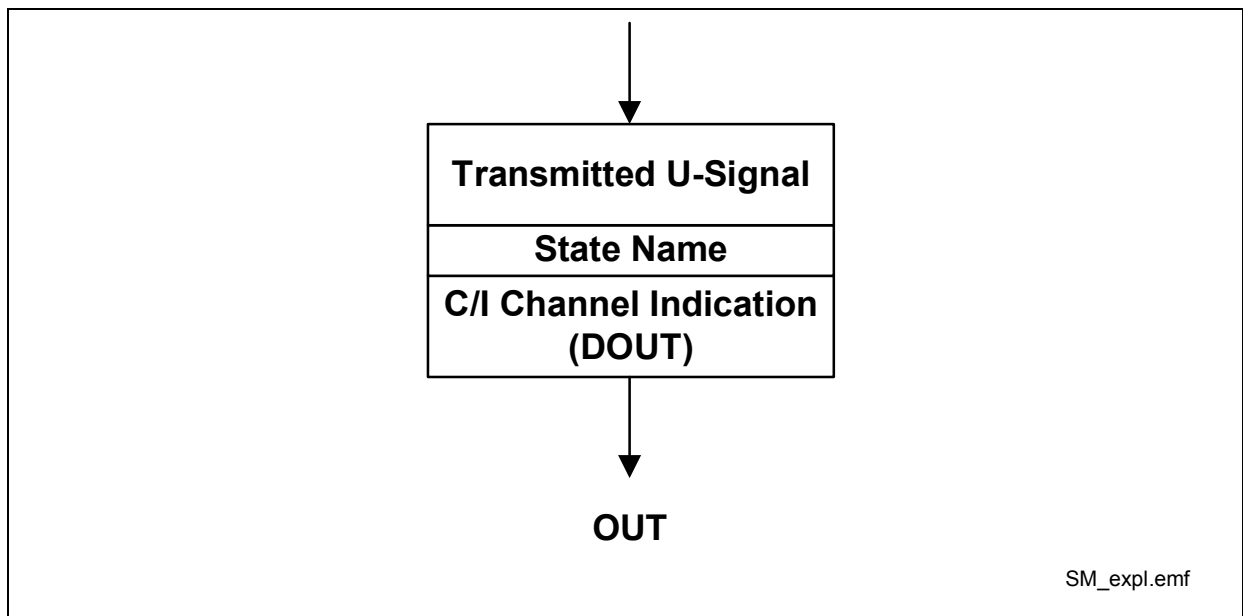 Transmitted U-Signal
State Name
C/I Channel Indication
(DOUT)
OUT
SM_expl.emf